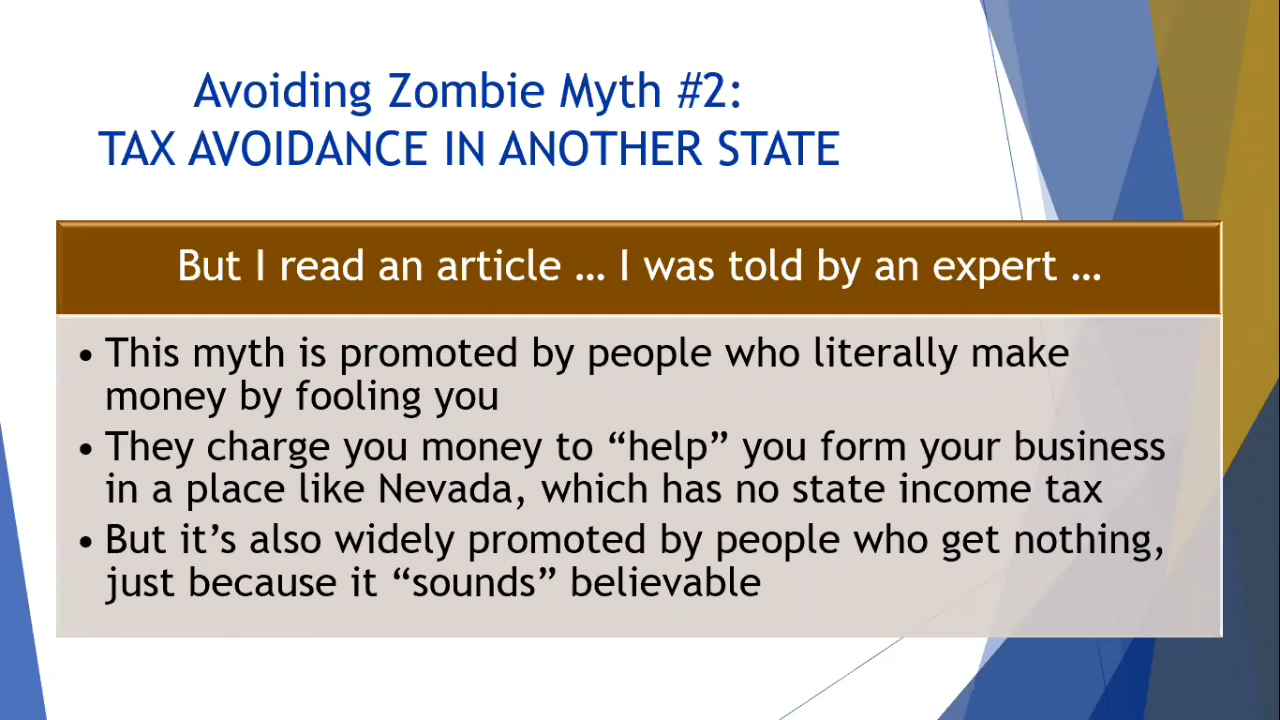 Avoiding Zombie Myth #2:
TAX AVOIDANCE IN ANOTHER STATE
But I read an article … I was told by an expert …
• This myth is promoted by people who literally make
money by fooling you
• They charge you money to “help” you form your business
in a place like Nevada, which has no state income tax
• But it’s also widely promoted by people who get nothing,
just because it “sounds” believable